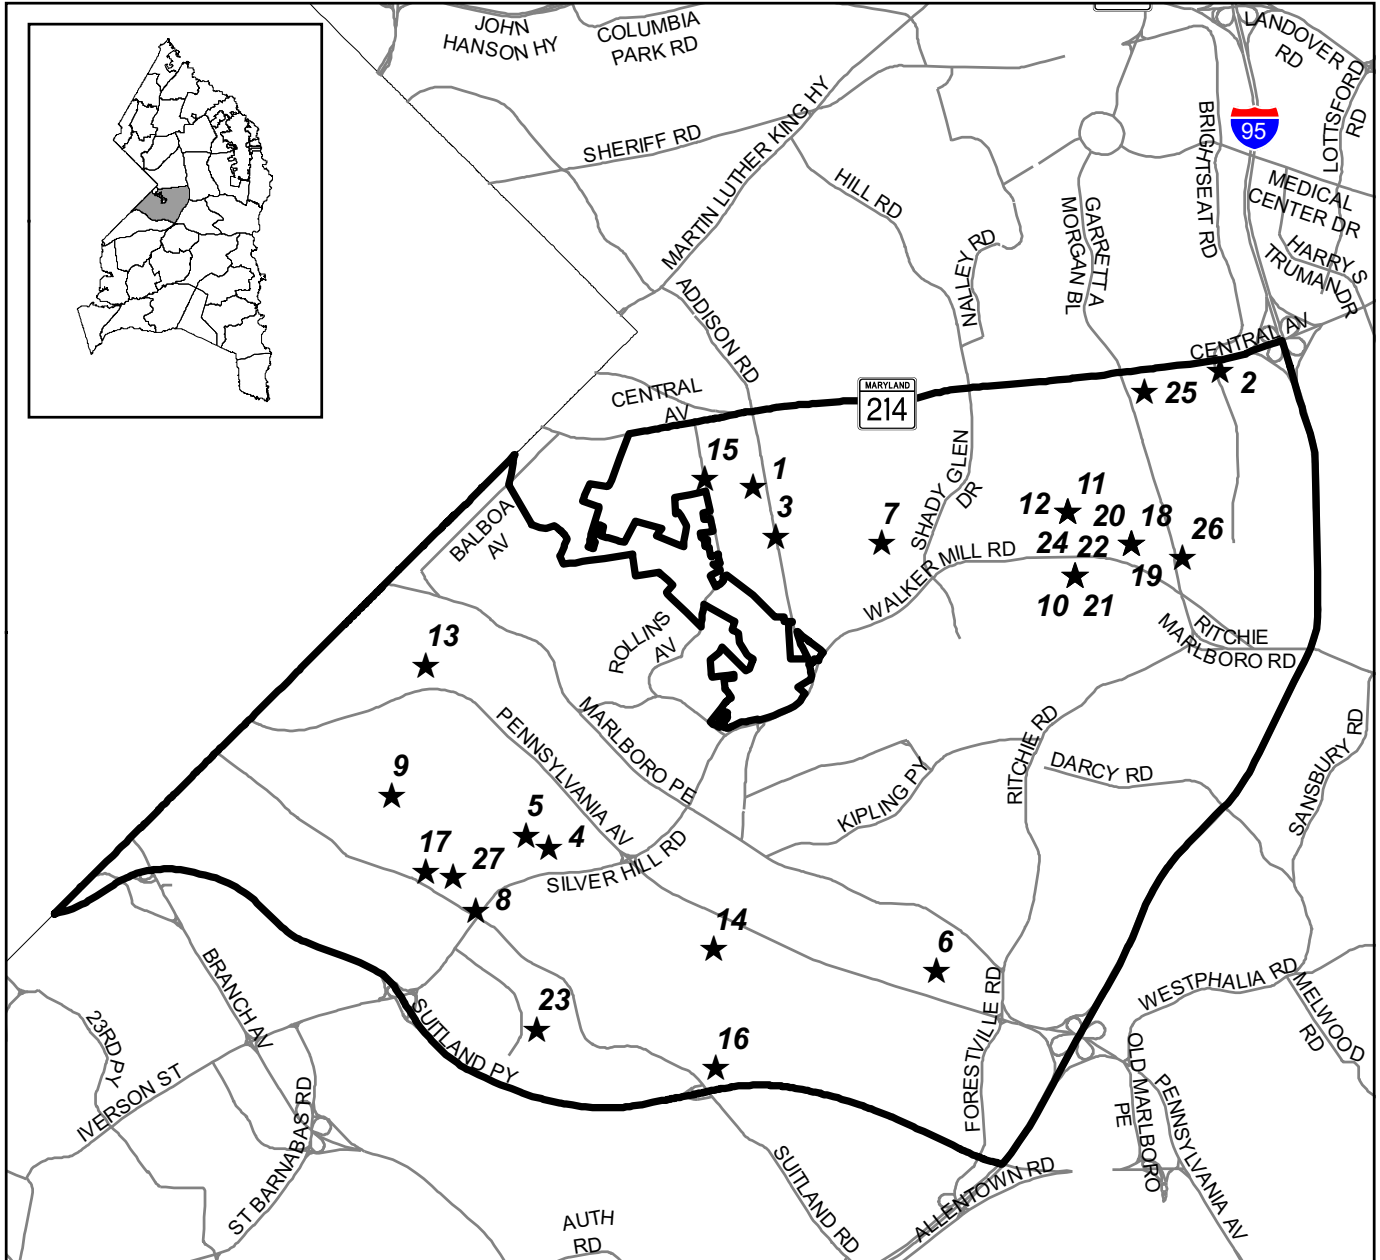 JOHN
HANSON HY
COLUMBIA
PARK RD
LANDOVER
RD
LOTTSFORD
RD
95
BRIGHTSEAT RD
SHERIFF RD
MARTIN LUTHER KING HY
HILL RD
NALLEY RD
GARRETT A
MORGAN BL
MEDICAL
CENTER DR
HARRY S
TRUMAN DR
ADDISON RD
CENTRAL AV
CENTRAL
AV
MARYLAND
214
2
25
15
1
3
7
SHADY GLEN
DR
11
12
20
18
26
24
22
19
10
21
WALKER MILL RD
BALBOA
AV
ROLLINS
AV
RITCHIE
MARLBORO RD
13
MARLBORO PE
PENNSYLVANIA AV
RITCHIE RD
DARCY RD
SANSBURY RD
KIPLING PY
9
5
4
17
27
8
SILVER HILL RD
14
6
23
16
BRANCH AV
SUITLAND PY
23RD PY
IVERSON ST
ST BARNABAS RD
FORESTVILLE RD
WESTPHALIA RD
MELWOOD
RD
OLD MARLBORO
PE
PENNSYLVANIA AV
ALLENTOWN RD
SUITLAND RD
AUTH
RD